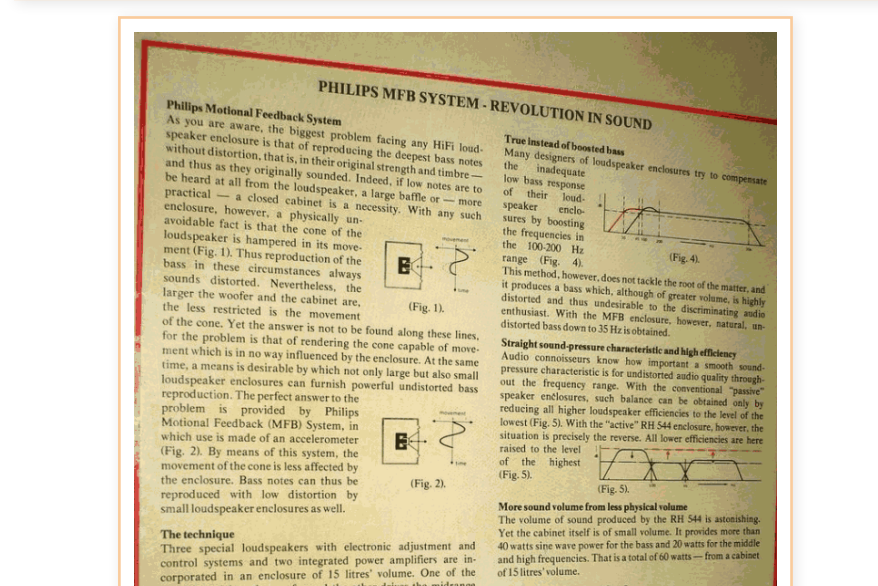 PHILIPS MFB SYSTEM - REVOLUTION IN SOUND
Philips Motional Feedback System
As you are aware, the biggest problem facing any HiFi loud-
speaker enclosure is that of reproducing the deepest bass notes
without distortion, that is, in their original strength and timbre —
and thus as they originally sounded. Indeed, if low notes are to
be heard at all from the loudspeaker, a large baffle or — more
practical — a closed cabinet is a necessity. With any such
enclosure, however, a physically un-
avoidable fact is that the cone of the
loudspeaker is hampered in its move-
ment (Fig. 1). Thus reproduction of the
bass in these circumstances always
sounds distorted. Nevertheless, the
larger the woofer and the cabinet are,
the less restricted is the movement
of the cone. Yet the answer is not to be found along these lines,
for the problem is that of rendering the cone capable of move-
ment which is in no way influenced by the enclosure. At the same
time, a means is desirable by which not only large but also small
loudspeaker enclosures can furnish powerful undistorted bass
reproduction. The perfect answer to the
problem is provided by Philips
Motional Feedback (MFB) System, in
which use is made of an accelerometer
(Fig. 2). By means of this system, the
movement of the cone is less affected by
the enclosure. Bass notes can thus be
reproduced with low distortion by
small loudspeaker enclosures as well.
movement
time
(Fig. 1).
movement
time
(Fig. 2).
The technique
Three special loudspeakers with electronic adjustment and
control systems and two integrated power amplifiers are in-
corporated in an enclosure of 15 litres' volume. One of the
True instead of boosted bass
Many designers of loudspeaker enclosures try to compensate
the inadequate
low bass response
of their loud-
speaker enclo-
sures by boosting
the frequencies in
the 100-200 Hz
range (Fig. 4).
(Fig. 4).
This method, however, does not tackle the root of the matter, and
it produces a bass which, although of greater volume, is highly
distorted and thus undesirable to the discriminating audio
enthusiast. With the MFB enclosure, however, natural, un-
distorted bass down to 35 Hz is obtained.
Straight sound-pressure characteristic and high efficiency
Audio connoisseurs know how important a smooth sound-
pressure characteristic is for undistorted audio quality through-
out the frequency range. With the conventional "passive"
speaker enclosures, such balance can be obtained only by
reducing all higher loudspeaker efficiencies to the level of the
lowest (Fig. 5). With the "active" RH 544 enclosure, however, the
situation is precisely the reverse. All lower efficiencies are here
raised to the level
of the highest
(Fig. 5).
(Fig. 5).
More sound volume from less physical volume
The volume of sound produced by the RH 544 is astonishing.
Yet the cabinet itself is of small volume. It provides more than
40 watts sine wave power for the bass and 20 watts for the middle
and high frequencies. That is a total of 60 watts — from a cabinet
of 15 litres' volume.